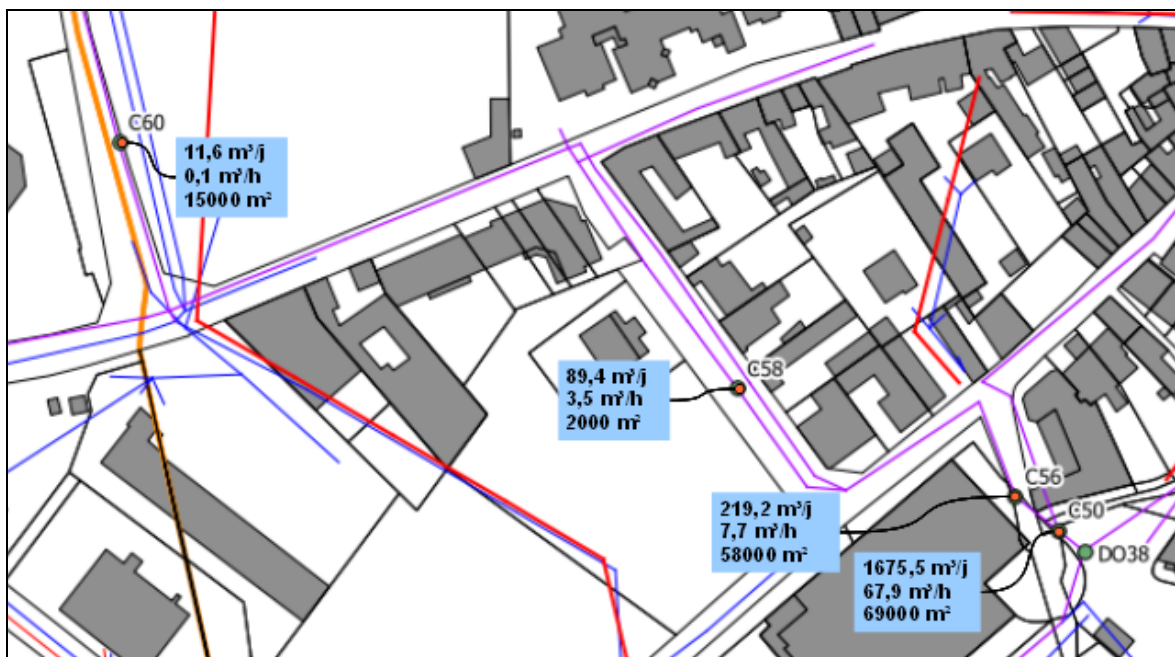 C60
11,6 m³/j
0,1 m³/h
15000 m²
C58
89,4 m³/j
3,5 m³/h
2000 m²
C56
219,2 m³/j
7,7 m³/h
58000 m²
C50
DO38
1675,5 m³/j
67,9 m³/h
69000 m²